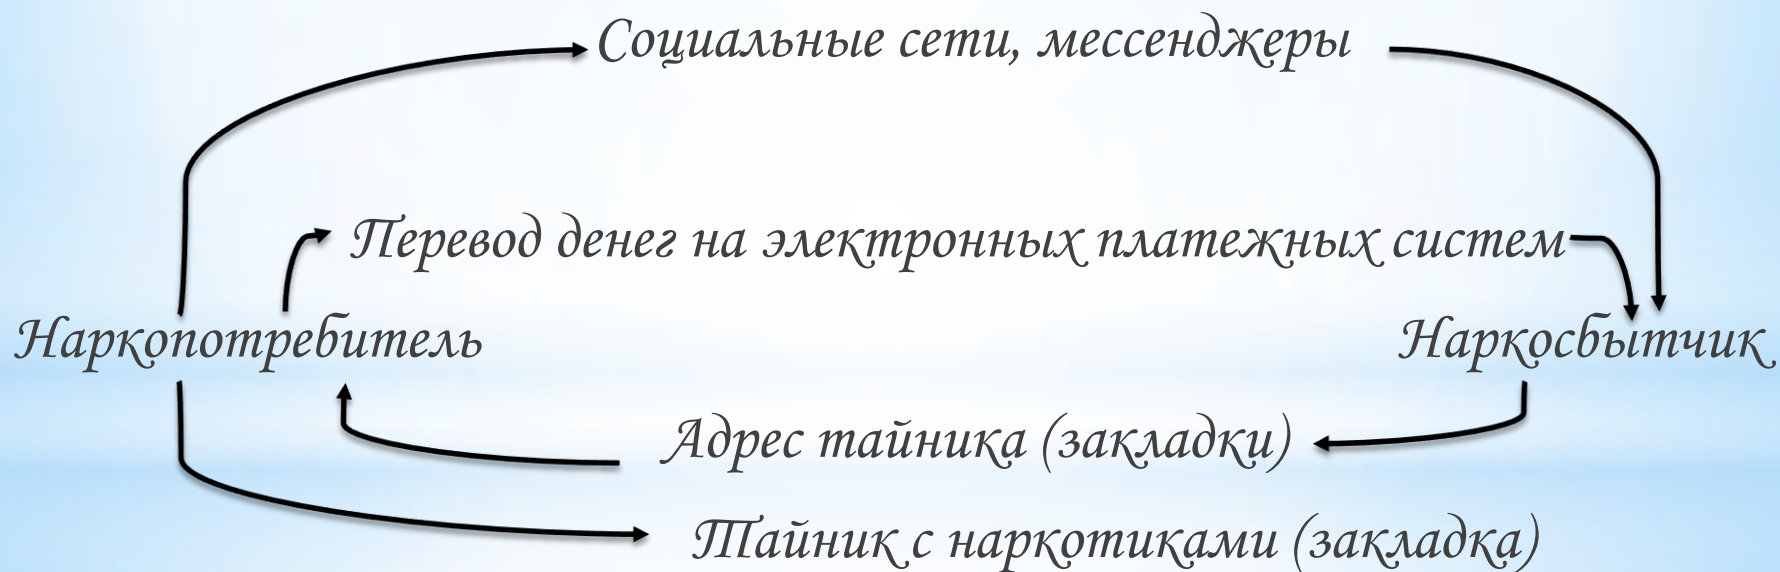 Социальные сети, мессенджеры
Перевод денег на электронных платежных систем
Наркопотребитель
Наркосбытчик
Адрес тайника (закладки)
Тайник с наркотиками (закладка)